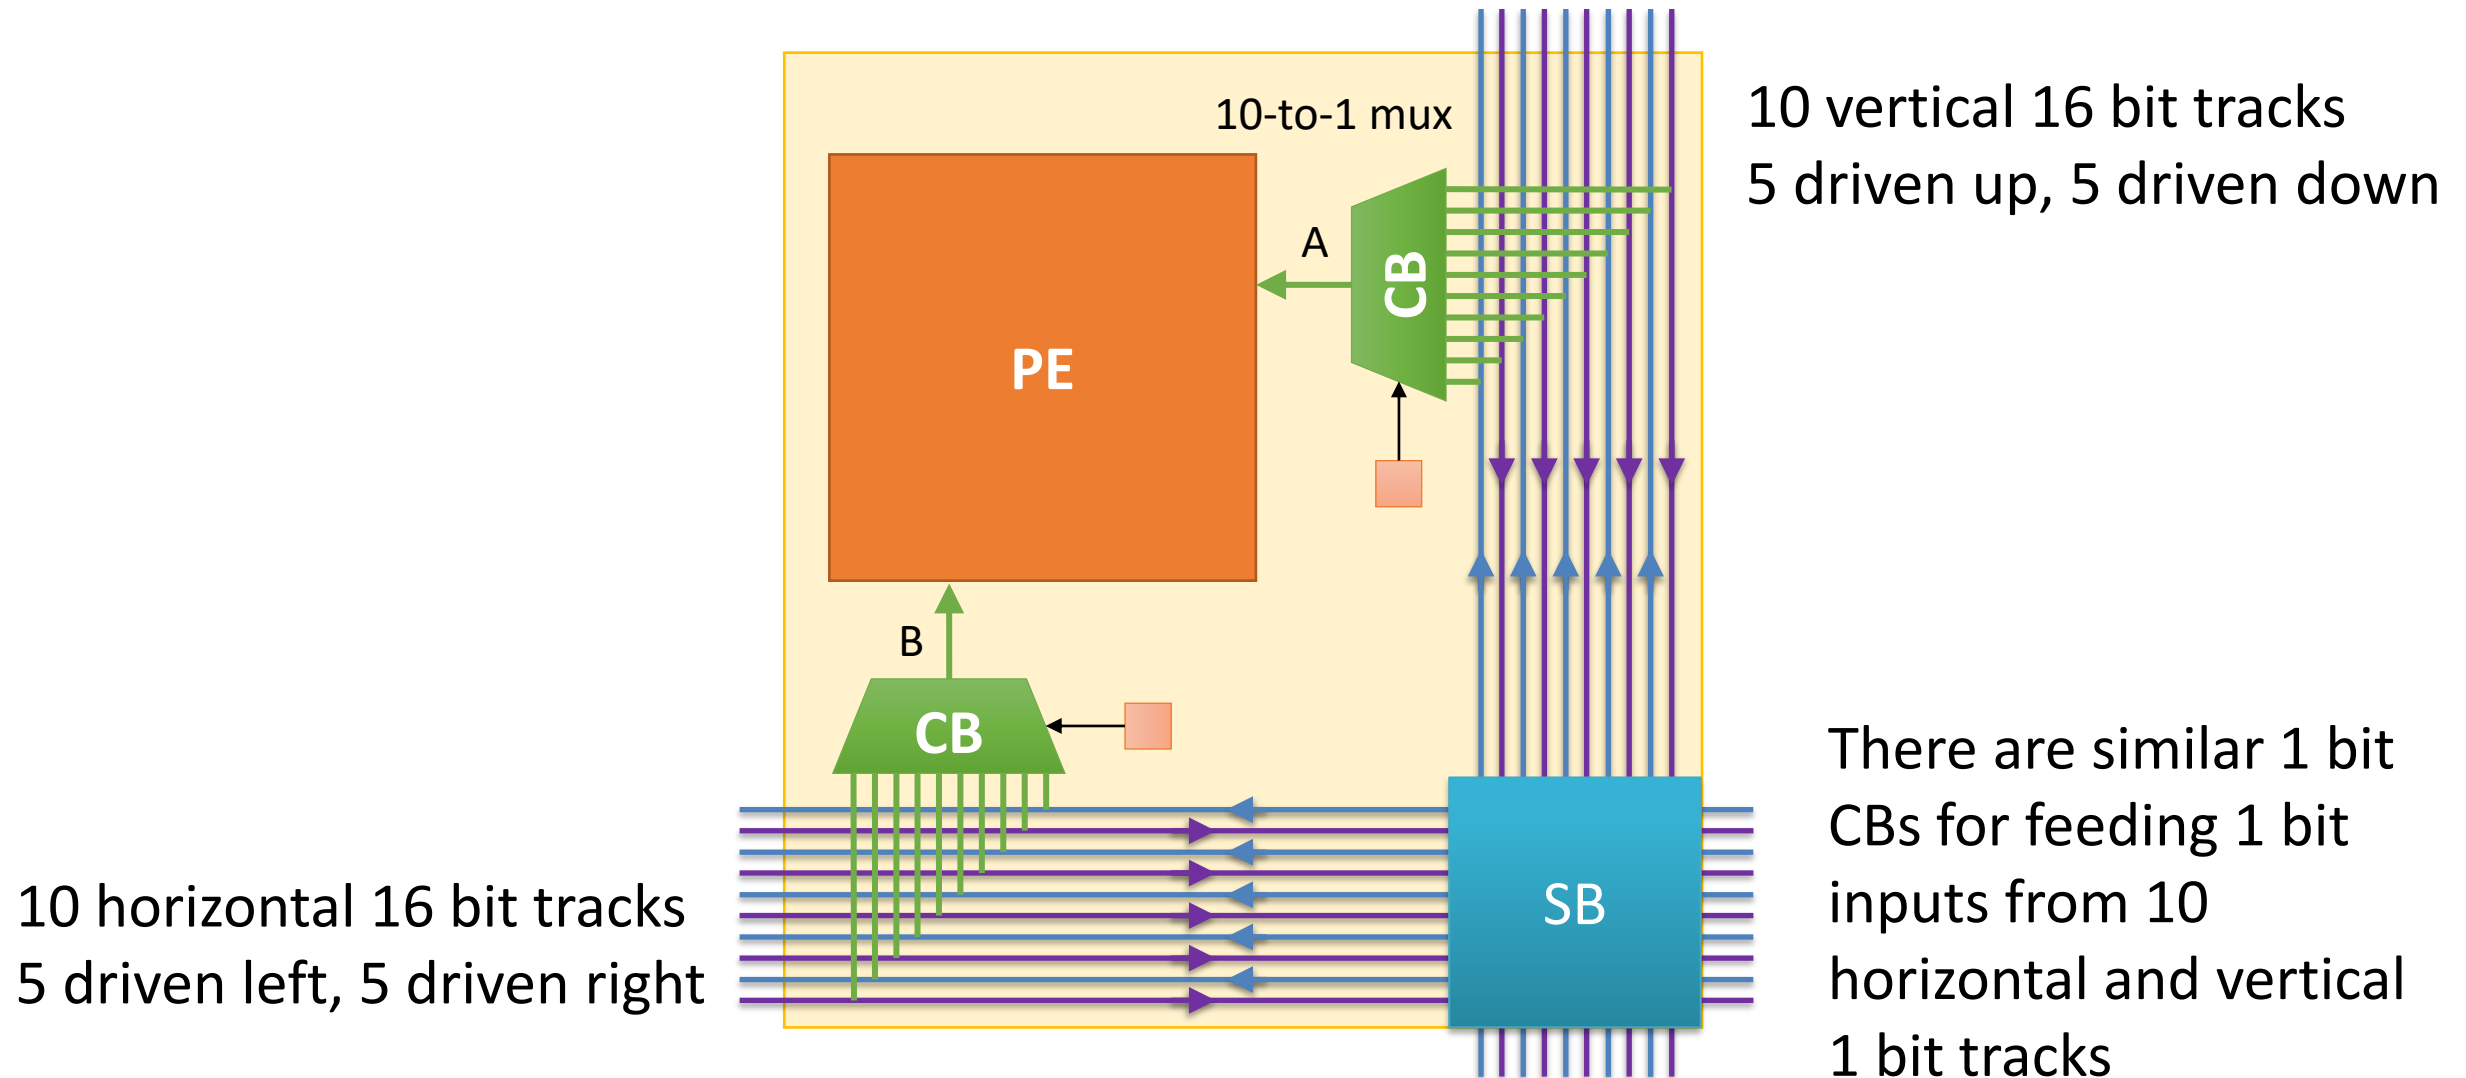 10-to-1 mux
10 vertical 16 bit tracks
5 driven up, 5 driven down
A
CB
PE
B
CB
SB
10 horizontal 16 bit tracks
5 driven left, 5 driven right
There are similar 1 bit
CBs for feeding 1 bit
inputs from 10
horizontal and vertical
1 bit tracks